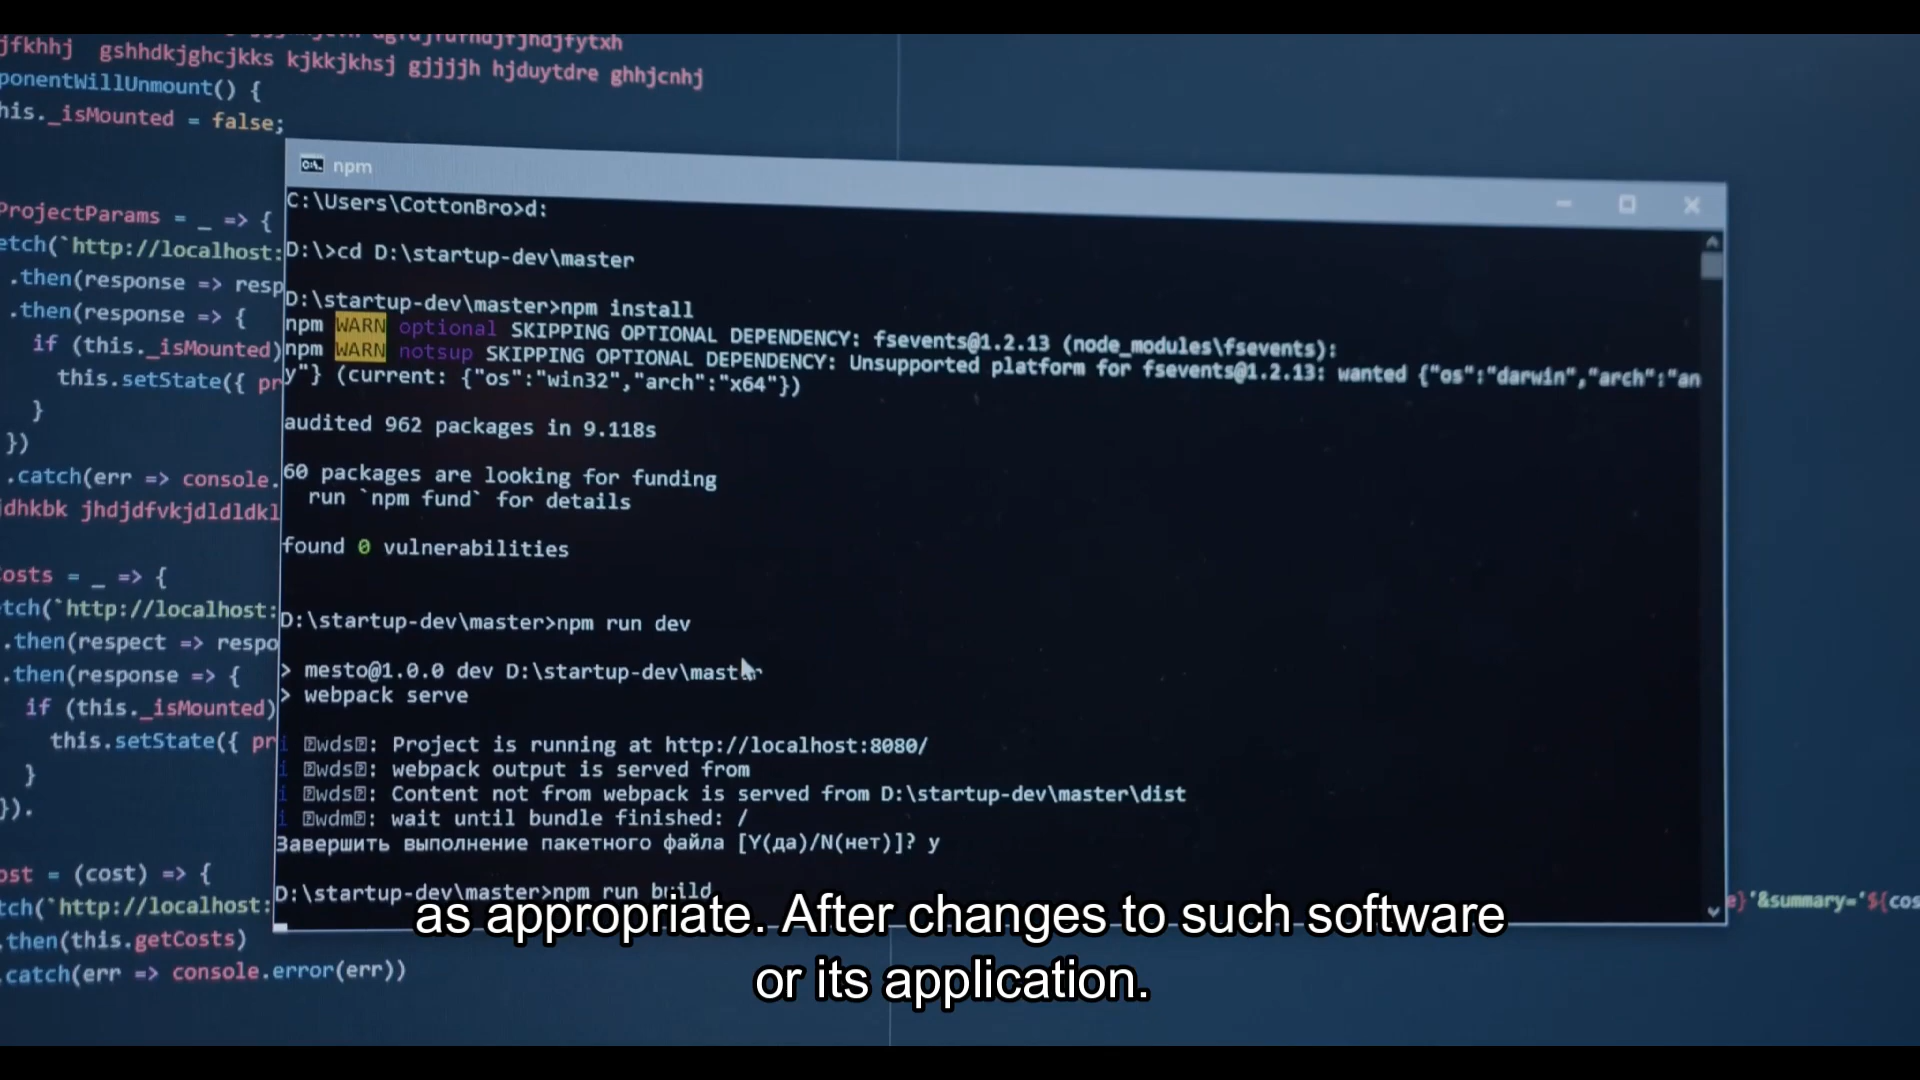 jfkhhj gshhdkjghcjkks kjkkjkhsj gjjjjh hjduytdre ghhjcnhj
ponentWillUnmount() {
his._isMounted = false;
ProjectParams = _ => {
etch(`http://localhost:
.then(response => resp
.then(response => {
if (this._isMounted)
this.setState({ pr
}
})
.catch(err => console.
jdhkbk jhdjdfvkjdldldkl
Costs = _ => {
tch(`http://localhost:
.then(respect => respo
.then(response => {
if (this._isMounted)
this.setState({ pr
}
}).
ost = (cost) => {
tch(`http://localhost:
.then(this.getCosts)
.catch(err => console.error(err))
npm
C:\Users\CottonBro>d:
D:\>cd D:\startup-dev\master
D:\startup-dev\master>npm install
npm WARN optional SKIPPING OPTIONAL DEPENDENCY: fsevents@1.2.13 (node_modules\fsevents):
npm WARN notsup SKIPPING OPTIONAL DEPENDENCY: Unsupported platform for fsevents@1.2.13: wanted {"os":"darwin","arch":"an
y"} (current: {"os":"win32","arch":"x64"})
audited 962 packages in 9.118s
60 packages are looking for funding
run `npm fund` for details
found 0 vulnerabilities
D:\startup-dev\master>npm run dev
> mesto@1.0.0 dev D:\startup-dev\master
> webpack serve
i ⍰wds⍰: Project is running at http://localhost:8080/
i ⍰wds⍰: webpack output is served from
i ⍰wds⍰: Content not from webpack is served from D:\startup-dev\master\dist
i ⍰wdm⍰: wait until bundle finished: /
Завершить выполнение пакетного файла [Y(да)/N(нет)]? y
D:\startup-dev\master>npm run build
e}'&summary='${cos
as appropriate. After changes to such software
or its application.